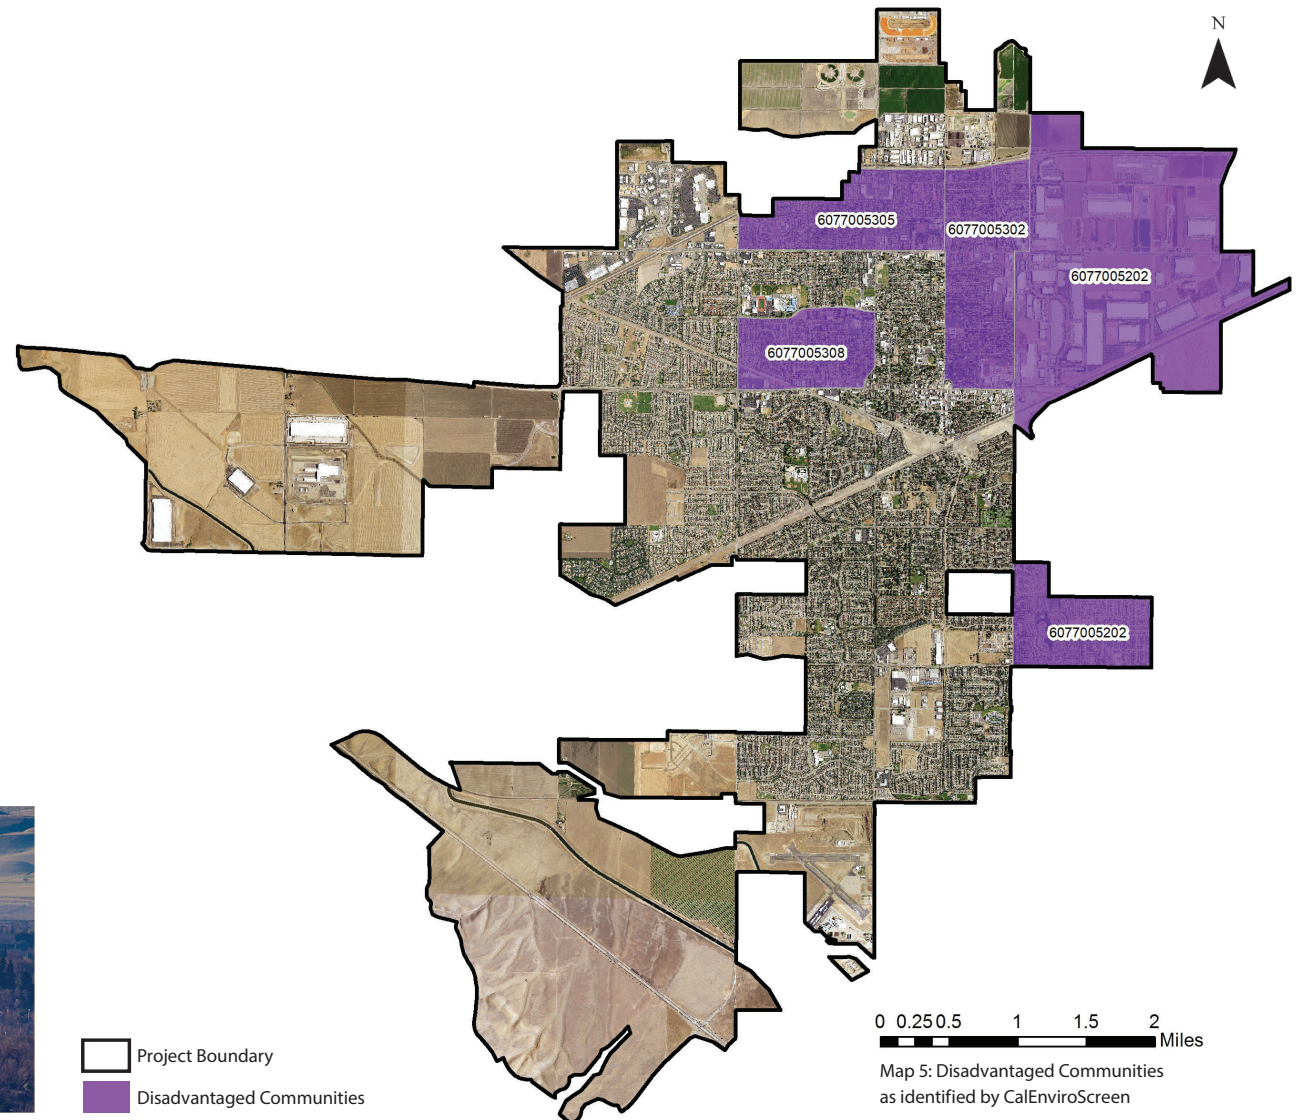 N
6077005305
6077005302
6077005202
6077005308
6077005202
0 0.25 0.5 1 1.5 2
Miles
Project Boundary
Disadvantaged Communities
Map 5: Disadvantaged Communities
as identified by CalEnviroScreen